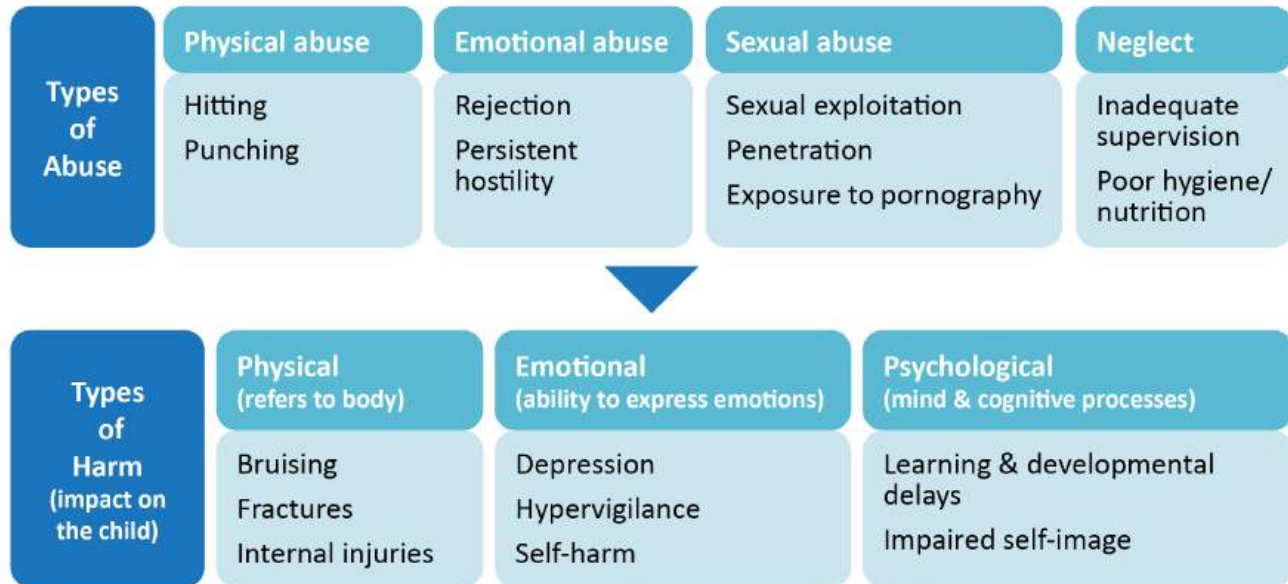 Types
of
Abuse
Physical abuse
Hitting
Punching
Emotional abuse
Rejection
Persistent
hostility
Sexual abuse
Sexual exploitation
Penetration
Exposure to pornography
Neglect
Inadequate
supervision
Poor hygiene/
nutrition
Types
of
Harm
(impact on
the child)
Physical
(refers to body)
Bruising
Fractures
Internal injuries
Emotional
(ability to express emotions)
Depression
Hypervigilance
Self-harm
Psychological
(mind & cognitive processes)
Learning & developmental
delays
Impaired self-image